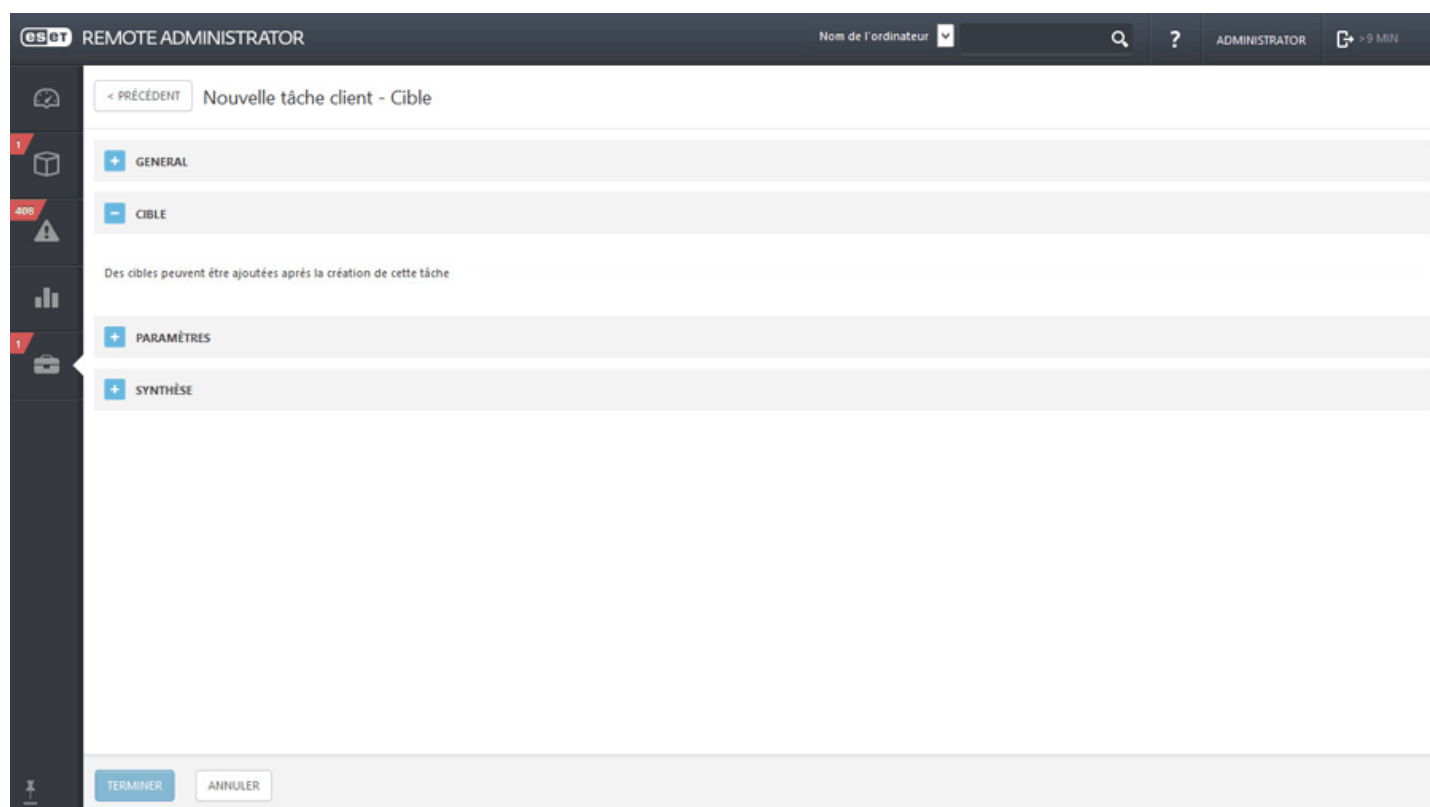 eset REMOTE ADMINISTRATOR Nom de l'ordinateur ? ADMINISTRATOR >9 MIN
< PRÉCÉDENT Nouvelle tâche client - Cible
1
+ GENERAL
408
− CIBLE
Des cibles peuvent être ajoutées après la création de cette tâche
1
+ PARAMÈTRES
+ SYNTHÈSE
TERMINER ANNULER